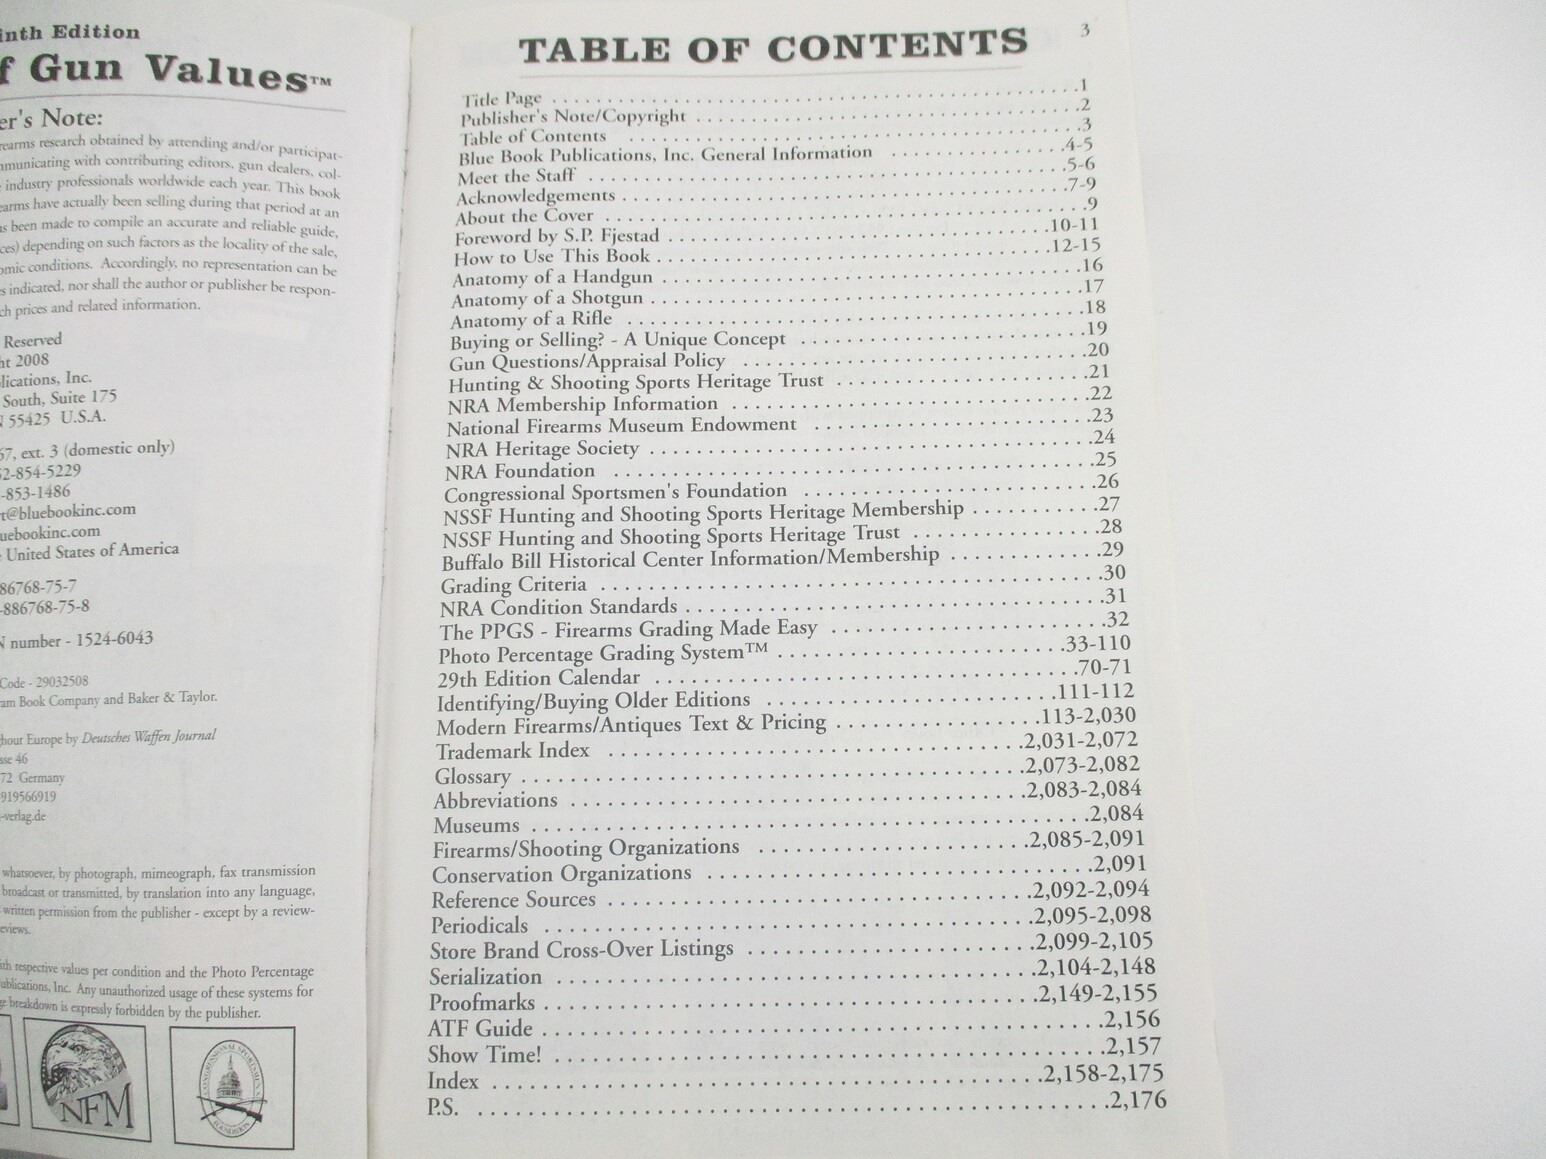 inth Edition
f Gun Values™
er's Note:
earms research obtained by attending and/or participat-
mmunicating with contributing editors, gun dealers, col-
industry professionals worldwide each year. This book
earms have actually been selling during that period at an
s been made to compile an accurate and reliable guide,
ces) depending on such factors as the locality of the sale,
omic conditions. Accordingly, no representation can be
s indicated, nor shall the author or publisher be respon-
ch prices and related information.
Reserved
ht 2008
lications, Inc.
South, Suite 175
N 55425 U.S.A.
67, ext. 3 (domestic only)
52-854-5229
-853-1486
t@bluebookinc.com
uebookinc.com
United States of America
86768-75-7
-886768-75-8
N number - 1524-6043
Code - 29032508
am Book Company and Baker & Taylor.
ghout Europe by Deutsches Waffen Journal
sse 46
72 Germany
919566919
-verlag.de
whatsoever, by photograph, mimeograph, fax transmission
broadcast or transmitted, by translation into any language,
written permission from the publisher - except by a review-
eviews.
ith respective values per condition and the Photo Percentage
ublications, Inc. Any unauthorized usage of these systems for
ge breakdown is expressly forbidden by the publisher.
NFM
CONGRESSIONAL SPORTSMEN'S
FOUNDATION
3
TABLE OF CONTENTS
Title Page . . . . . . . . . . .1
Publisher's Note/Copyright . . . . . . . . . . .2
Table of Contents . . . . . . . . . . .3
Blue Book Publications, Inc. General Information . . . . . . . . . . .4-5
Meet the Staff . . . . . . . . . . .5-6
Acknowledgements . . . . . . . . . . .7-9
About the Cover . . . . . . . . . . .9
Foreword by S.P. Fjestad . . . . . . . . . . .10-11
How to Use This Book . . . . . . . . . . .12-15
Anatomy of a Handgun . . . . . . . . . . .16
Anatomy of a Shotgun . . . . . . . . . . .17
Anatomy of a Rifle . . . . . . . . . . .18
Buying or Selling? - A Unique Concept . . . . . . . . . . .19
Gun Questions/Appraisal Policy . . . . . . . . . . .20
Hunting & Shooting Sports Heritage Trust . . . . . . . . . . .21
NRA Membership Information . . . . . . . . . . .22
National Firearms Museum Endowment . . . . . . . . . . .23
NRA Heritage Society . . . . . . . . . . .24
NRA Foundation . . . . . . . . . . .25
Congressional Sportsmen's Foundation . . . . . . . . . . .26
NSSF Hunting and Shooting Sports Heritage Membership . . . . . . . . .27
NSSF Hunting and Shooting Sports Heritage Trust . . . . . . . . . . .28
Buffalo Bill Historical Center Information/Membership . . . . . . . . . .29
Grading Criteria . . . . . . . . . . .30
NRA Condition Standards . . . . . . . . . . .31
The PPGS - Firearms Grading Made Easy . . . . . . . . . . .32
Photo Percentage Grading System™ . . . . . . . . . . .33-110
29th Edition Calendar . . . . . . . . . . .70-71
Identifying/Buying Older Editions . . . . . . . . . . .111-112
Modern Firearms/Antiques Text & Pricing . . . . . . . . . . .113-2,030
Trademark Index . . . . . . . . . . .2,031-2,072
Glossary . . . . . . . . . . .2,073-2,082
Abbreviations . . . . . . . . . . .2,083-2,084
Museums . . . . . . . . . . .2,084
Firearms/Shooting Organizations . . . . . . . . . . .2,085-2,091
Conservation Organizations . . . . . . . . . . .2,091
Reference Sources . . . . . . . . . . .2,092-2,094
Periodicals . . . . . . . . . . .2,095-2,098
Store Brand Cross-Over Listings . . . . . . . . . . .2,099-2,105
Serialization . . . . . . . . . . .2,104-2,148
Proofmarks . . . . . . . . . . .2,149-2,155
ATF Guide . . . . . . . . . . .2,156
Show Time! . . . . . . . . . . .2,157
Index . . . . . . . . . . .2,158-2,175
P.S. . . . . . . . . . . .2,176